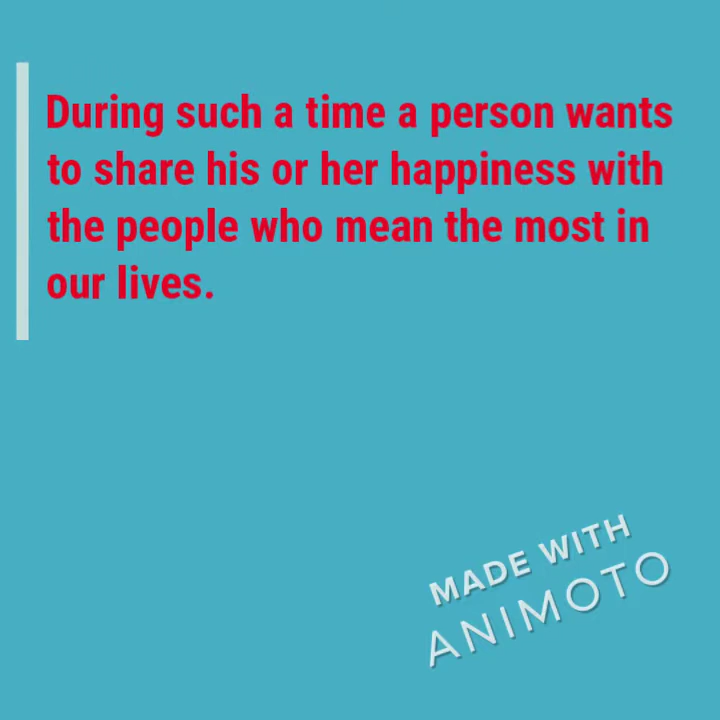 During such a time a person wants
to share his or her happiness with
the people who mean the most in
our lives.
MADE WITH
ANIMOTO